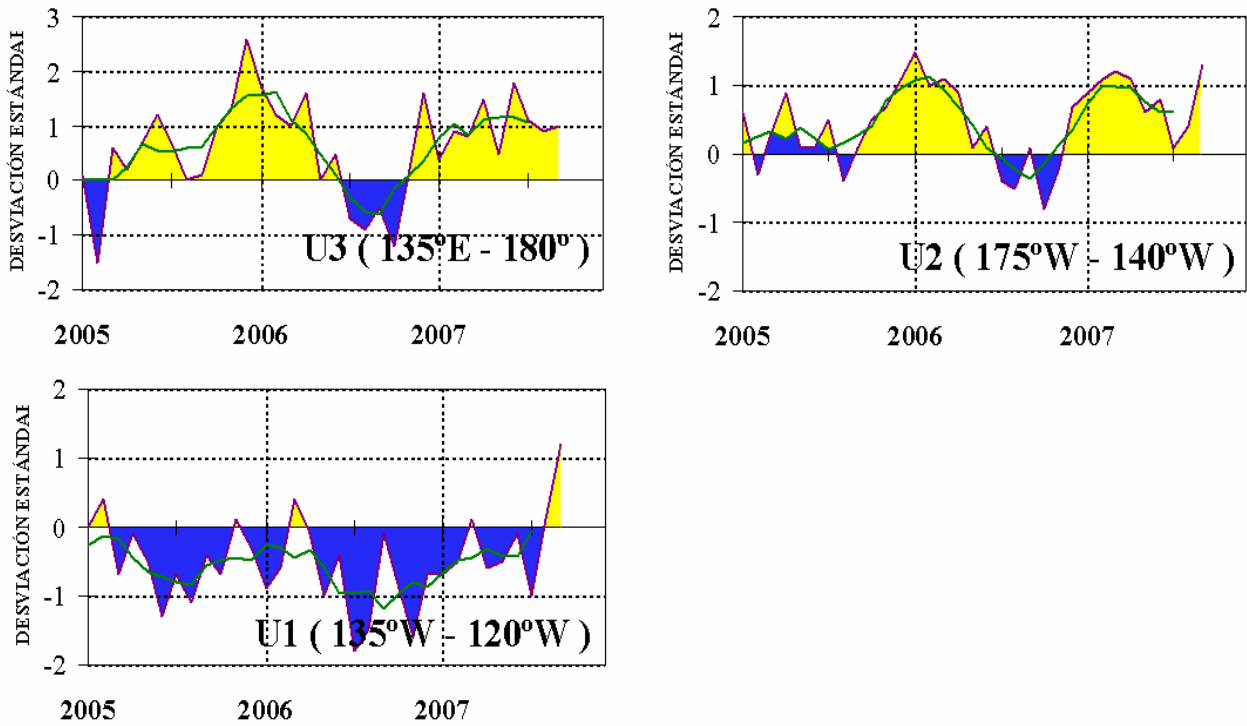 DESVIACIÓN ESTÁNDAI
3
2
1
0
-1
-2
U3 ( 135ºE - 180º )
2005 2006 2007
DESVIACIÓN ESTÁNDAI
2
1
0
-1
-2
U2 ( 175ºW - 140ºW )
2005 2006 2007
DESVIACIÓN ESTÁNDAI
2
1
0
-1
-2
U1 ( 135ºW - 120ºW )
2005 2006 2007